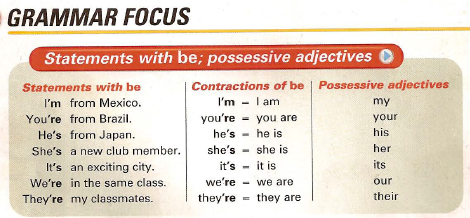 GRAMMAR FOCUS
Statements with be; possessive adjectives
Statements with be Contractions of be Possessive adjectives
I'm from Mexico. I'm = I am my
You're from Brazil. you're = you are your
He's from Japan. he's = he is his
She's a new club member. she's = she is her
It's an exciting city. it's = it is its
We're in the same class. we're = we are our
They're my classmates. they're = they are their